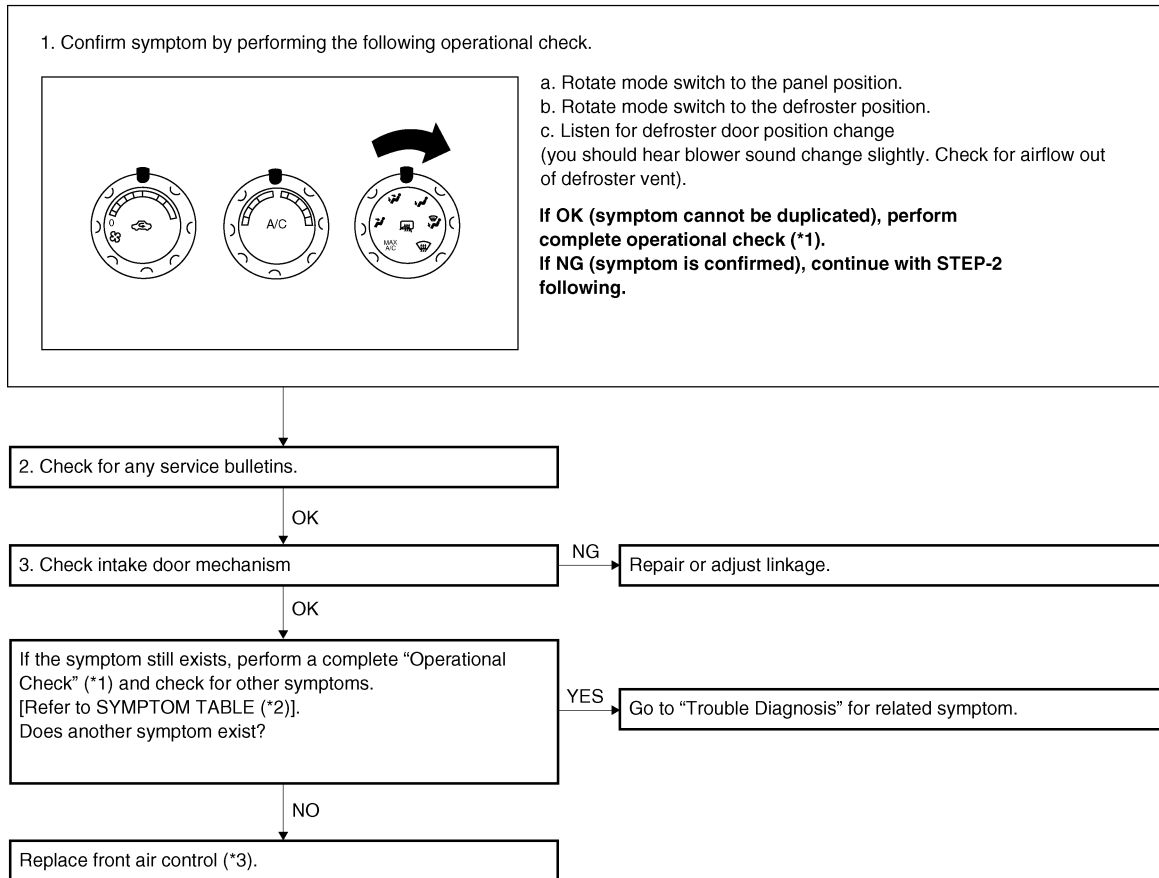 1. Confirm symptom by performing the following operational check.
0
A/C
MAX
A/C
a. Rotate mode switch to the panel position.
b. Rotate mode switch to the defroster position.
c. Listen for defroster door position change
(you should hear blower sound change slightly. Check for airflow out
of defroster vent).
If OK (symptom cannot be duplicated), perform
complete operational check (*1).
If NG (symptom is confirmed), continue with STEP-2
following.
2. Check for any service bulletins.
OK
3. Check intake door mechanism
NG
Repair or adjust linkage.
OK
If the symptom still exists, perform a complete “Operational
Check” (*1) and check for other symptoms.
[Refer to SYMPTOM TABLE (*2)].
Does another symptom exist?
YES
Go to “Trouble Diagnosis” for related symptom.
NO
Replace front air control (*3).